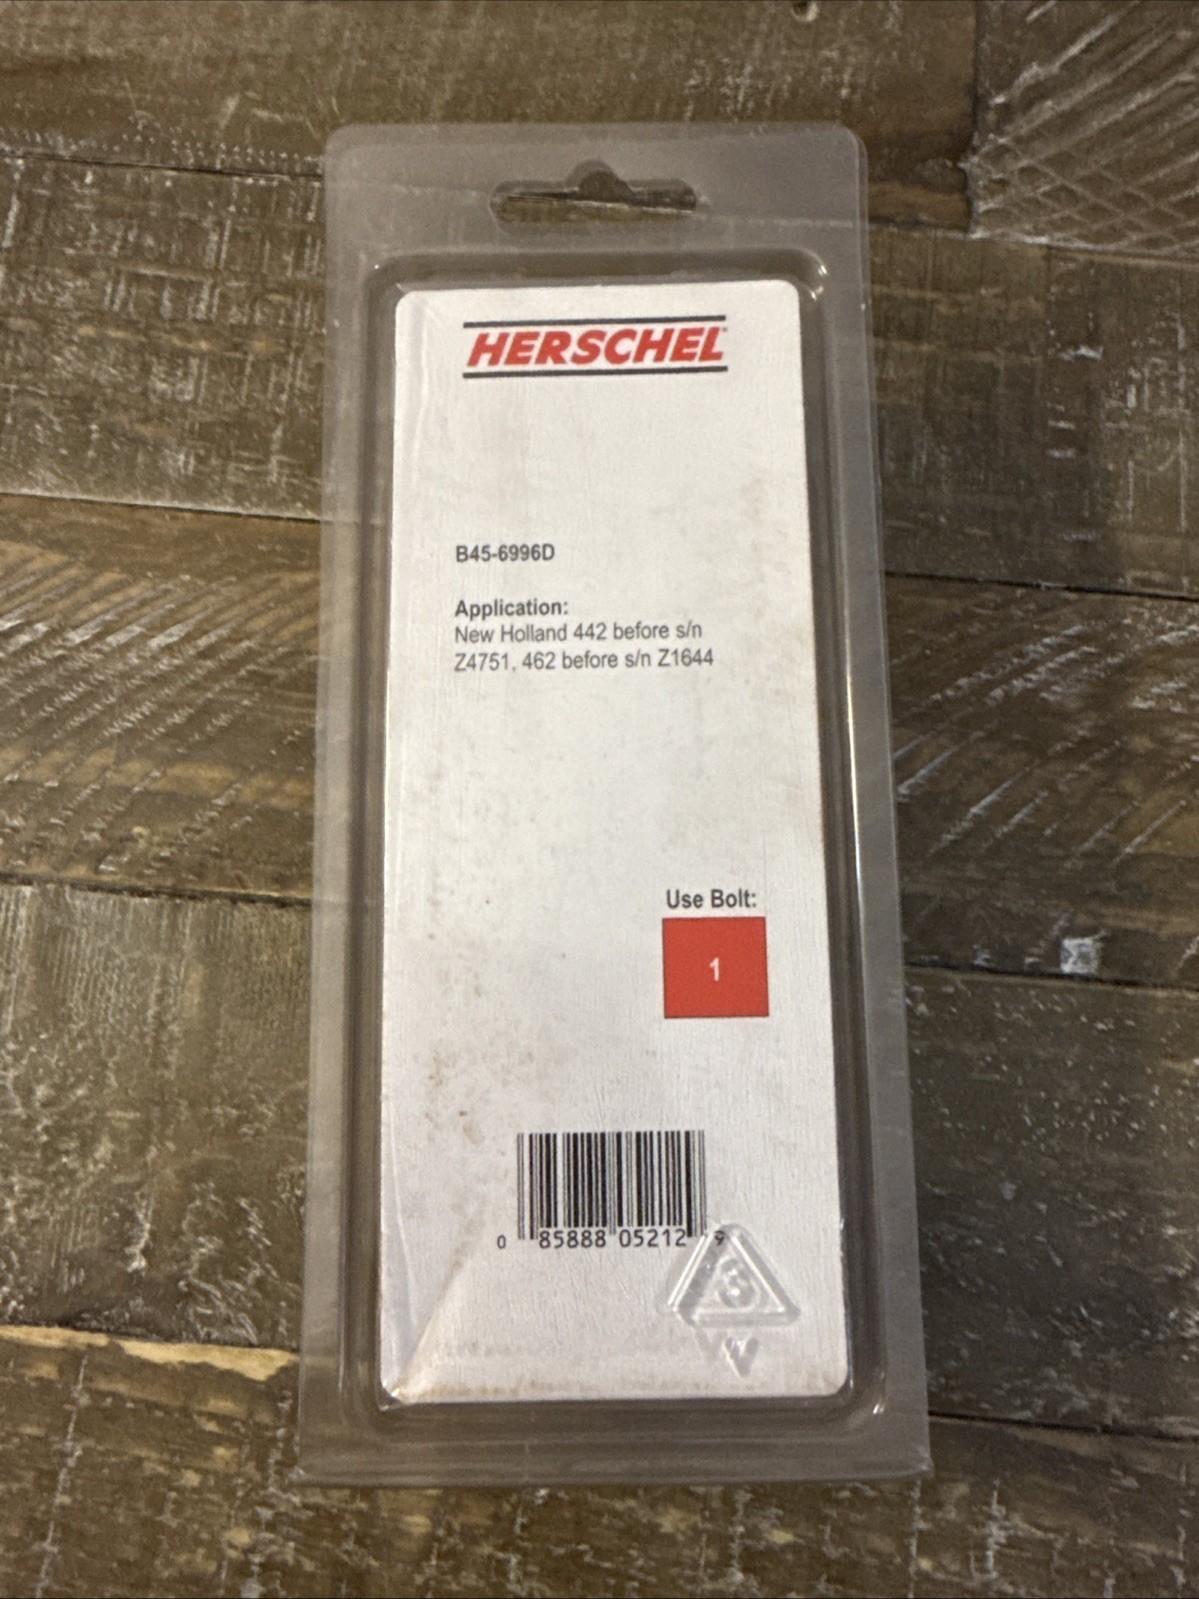 HERSCHEL
B45-6996D
Application:
New Holland 442 before s/n
Z4751, 462 before s/n Z1644
Use Bolt:
1
0 85888 05212 9
V